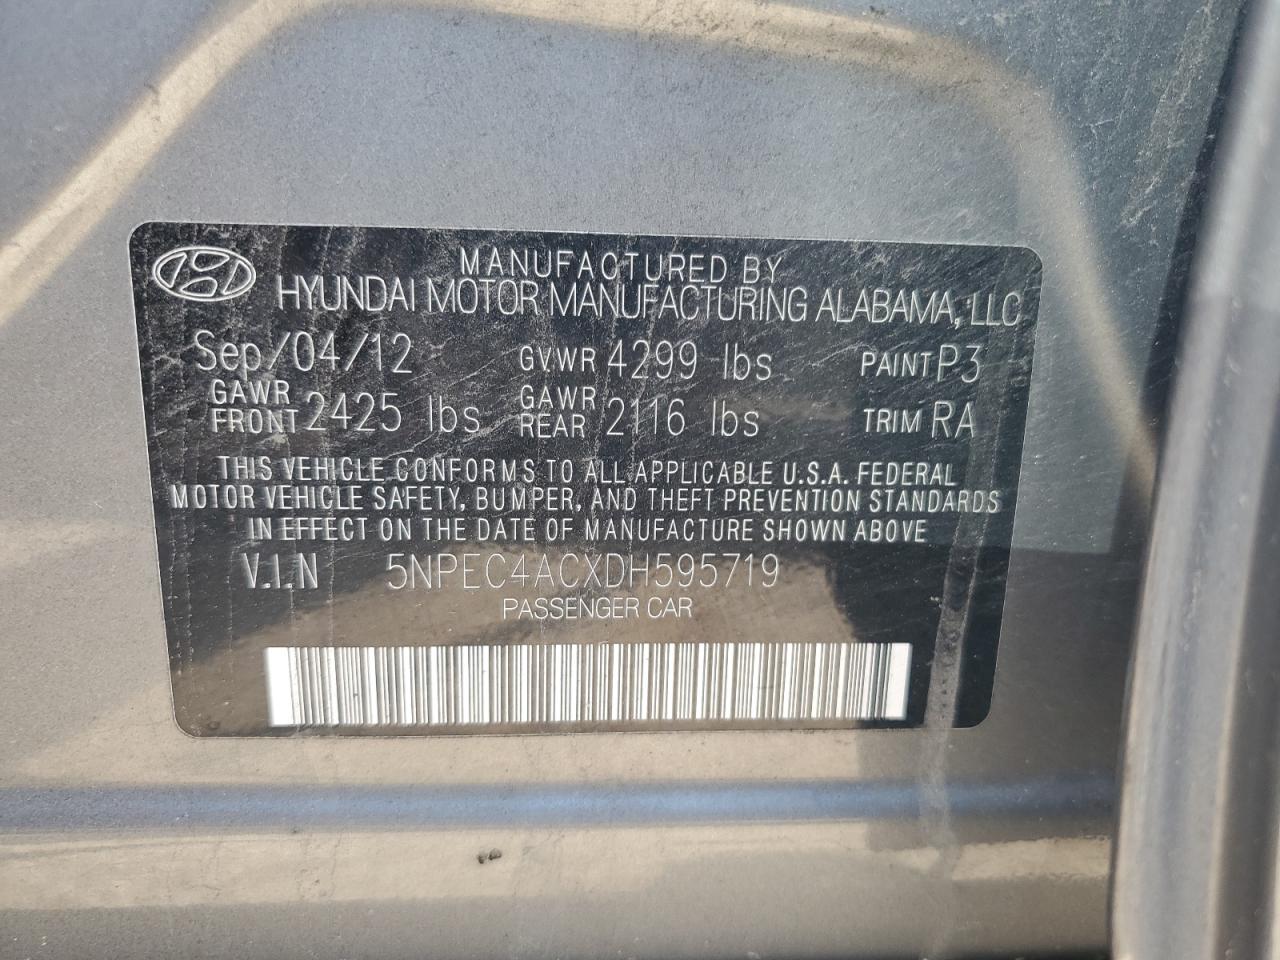 MANUFACTURED BY
HYUNDAI MOTOR MANUFACTURING ALABAMA, LLC
Sep/04/12 GVWR 4299 lbs PAINT P3
GAWR FRONT 2425 lbs GAWR REAR 2116 lbs TRIM RA
THIS VEHICLE CONFORMS TO ALL APPLICABLE U.S.A. FEDERAL
MOTOR VEHICLE SAFETY, BUMPER, AND THEFT PREVENTION STANDARDS
IN EFFECT ON THE DATE OF MANUFACTURE SHOWN ABOVE
V.I.N 5NPEC4ACXDH595719
PASSENGER CAR